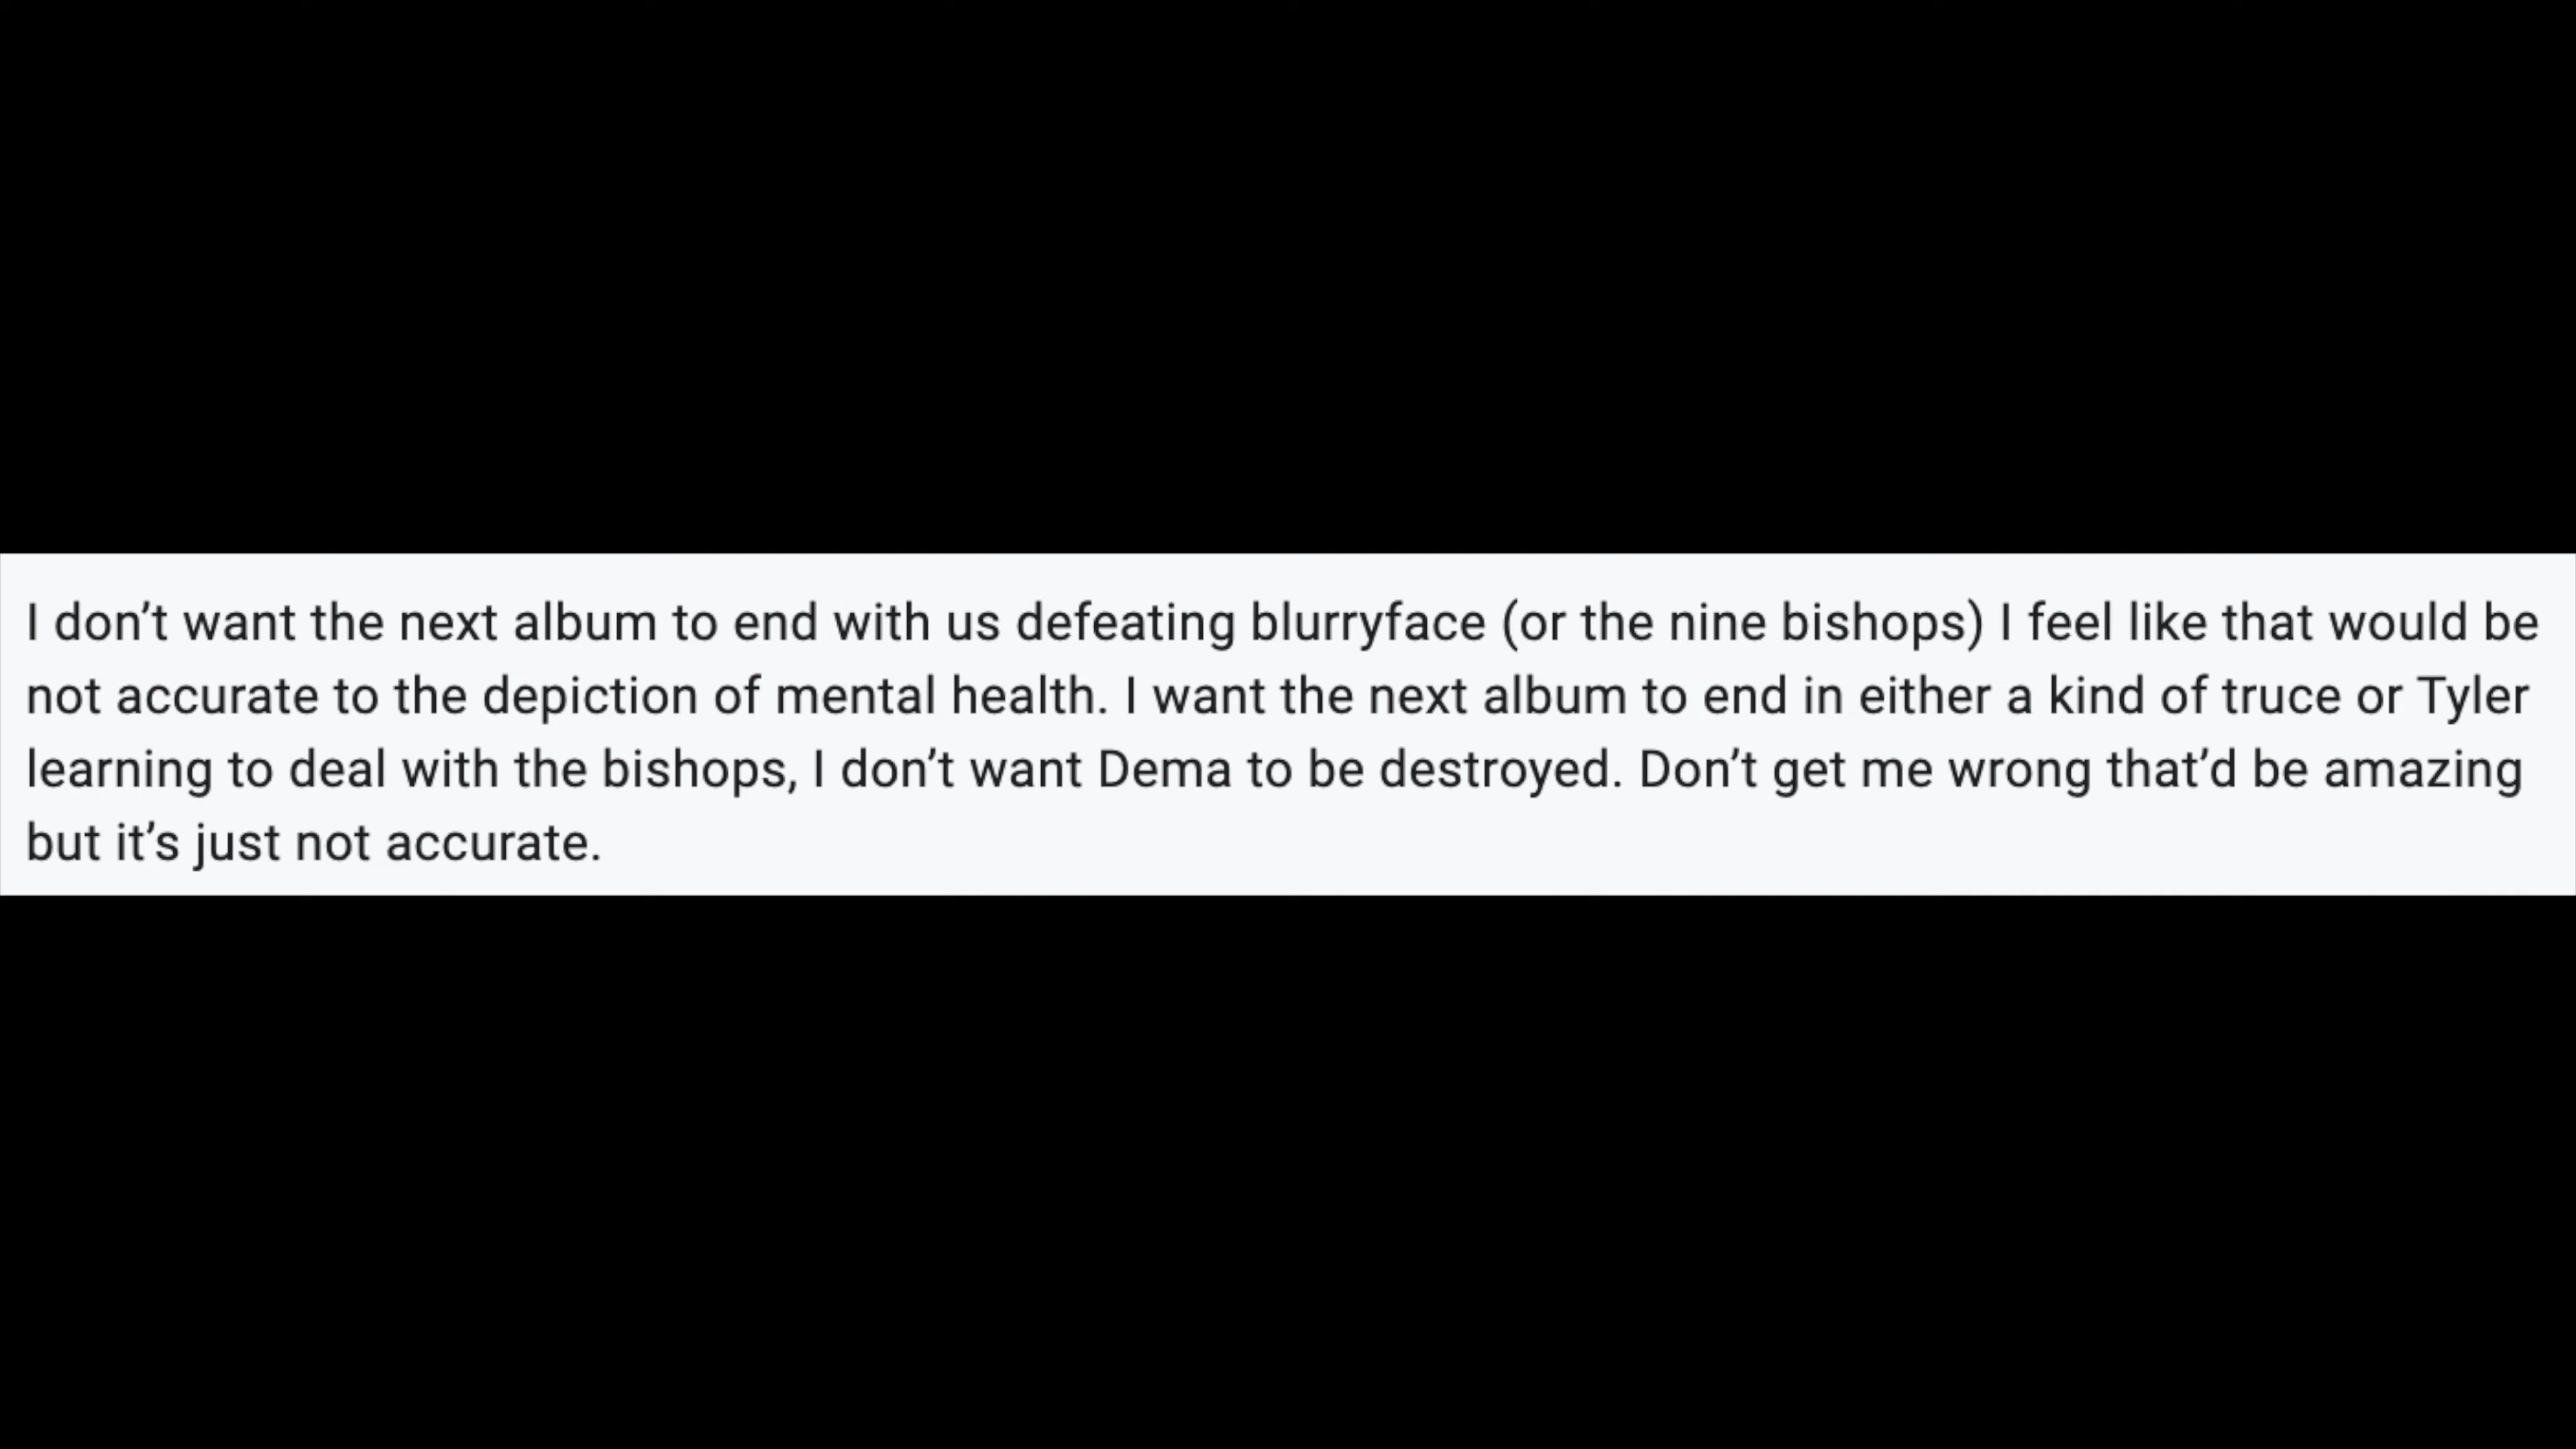 I don’t want the next album to end with us defeating blurryface (or the nine bishops) I feel like that would be
not accurate to the depiction of mental health. I want the next album to end in either a kind of truce or Tyler
learning to deal with the bishops, I don’t want Dema to be destroyed. Don’t get me wrong that’d be amazing
but it’s just not accurate.